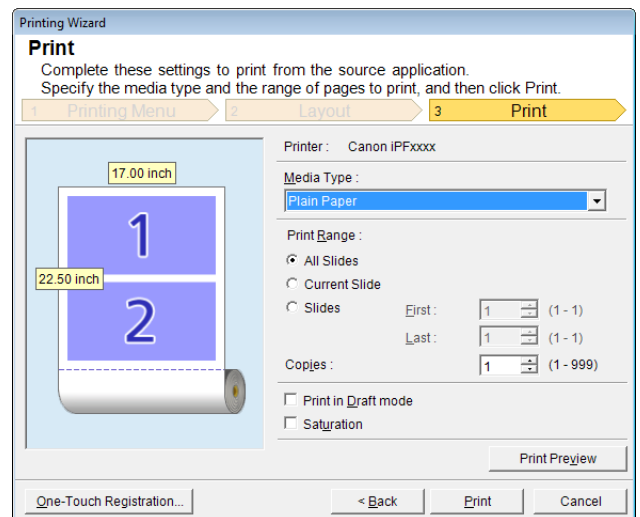 Printing Wizard
Print
Complete these settings to print from the source application.
Specify the media type and the range of pages to print, and then click Print.
1 Printing Menu 2 Layout 3 Print
Printer : Canon iPFxxxx
17.00 inch
22.50 inch
1
2
Media Type :
Plain Paper
Print Range :
All Slides
Current Slide
Slides First : 1 (1 - 1)
Last : 1 (1 - 1)
Copies : 1 (1 - 999)
Print in Draft mode
Saturation
Print Preview
One-Touch Registration... < Back Print Cancel